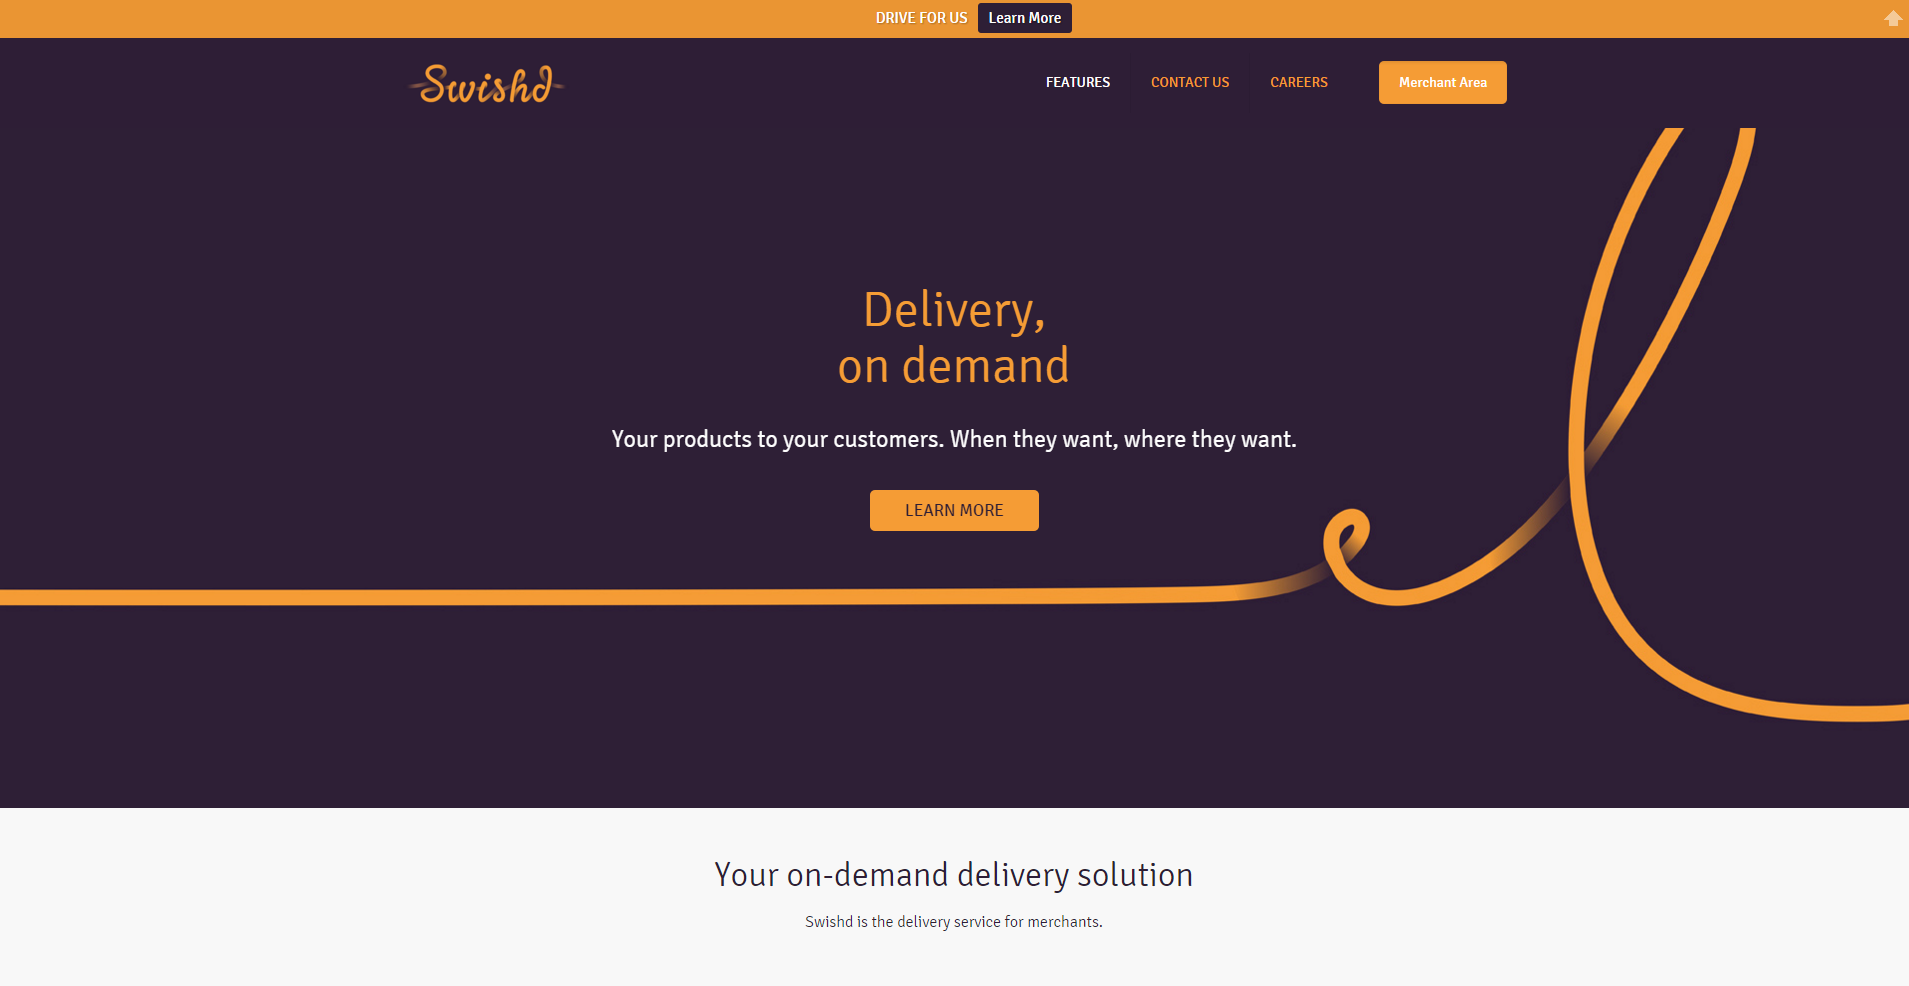 DRIVE FOR US Learn More
Swishd
FEATURES CONTACT US CAREERS Merchant Area
Delivery,
on demand
Your products to your customers. When they want, where they want.
LEARN MORE
Your on-demand delivery solution
Swishd is the delivery service for merchants.